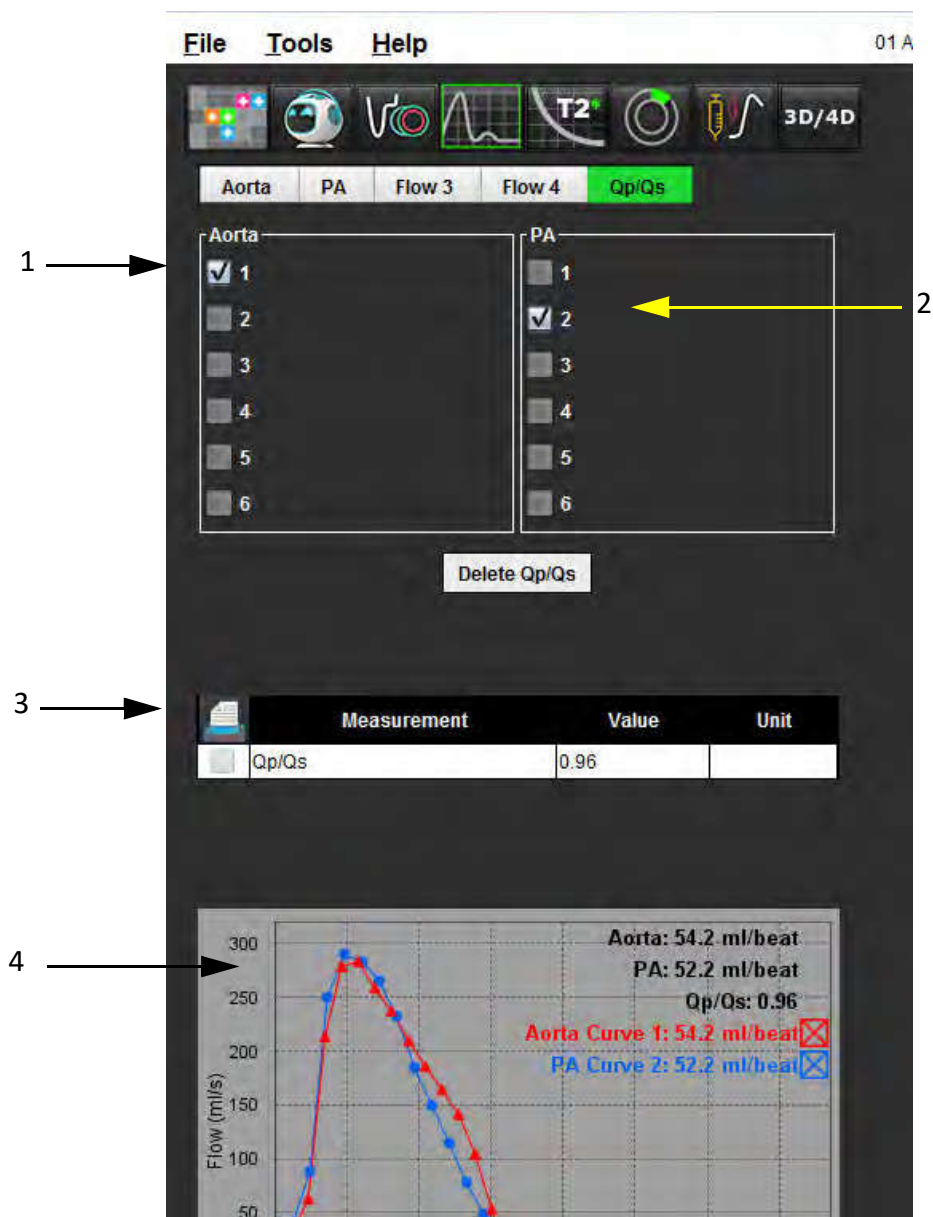 File Tools Help 01 A
T2* 3D/4D
Aorta PA Flow 3 Flow 4 Qp/Qs
Aorta PA
1 1 1
2 2 2
3 3
4 4
5 5
6 6
Delete Qp/Qs
3 Measurement Value Unit
Qp/Qs 0.96
300 Aorta: 54.2 ml/beat
4 PA: 52.2 ml/beat
250 Qp/Qs: 0.96
Aorta Curve 1: 54.2 ml/beat
200 PA Curve 2: 52.2 ml/beat
150
Flow (ml/s)
100
50